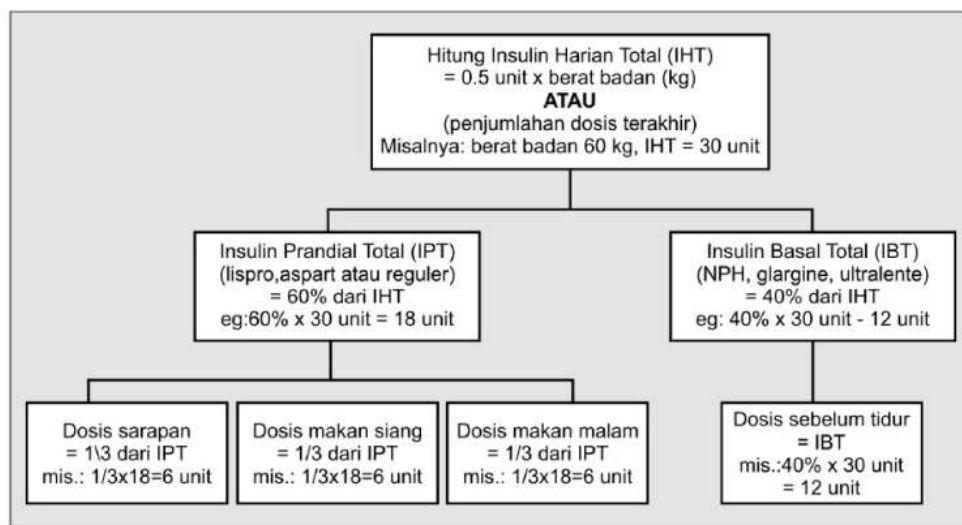 Hitung Insulin Harian Total (IHT)
= 0.5 unit x berat badan (kg)
ATAU
(penjumlahan dosis terakhir)
Misalnya: berat badan 60 kg, IHT = 30 unit
Insulin Prandial Total (IPT)
(lispro,aspart atau reguler)
= 60% dari IHT
eg:60% x 30 unit = 18 unit
Insulin Basal Total (IBT)
(NPH, glargine, ultralente)
= 40% dari IHT
eg: 40% x 30 unit - 12 unit
Dosis sarapan
= 1\3 dari IPT
mis.: 1/3x18=6 unit
Dosis makan siang
= 1/3 dari IPT
mis.: 1/3x18=6 unit
Dosis makan malam
= 1/3 dari IPT
mis.: 1/3x18=6 unit
Dosis sebelum tidur
= IBT
mis.:40% x 30 unit
= 12 unit